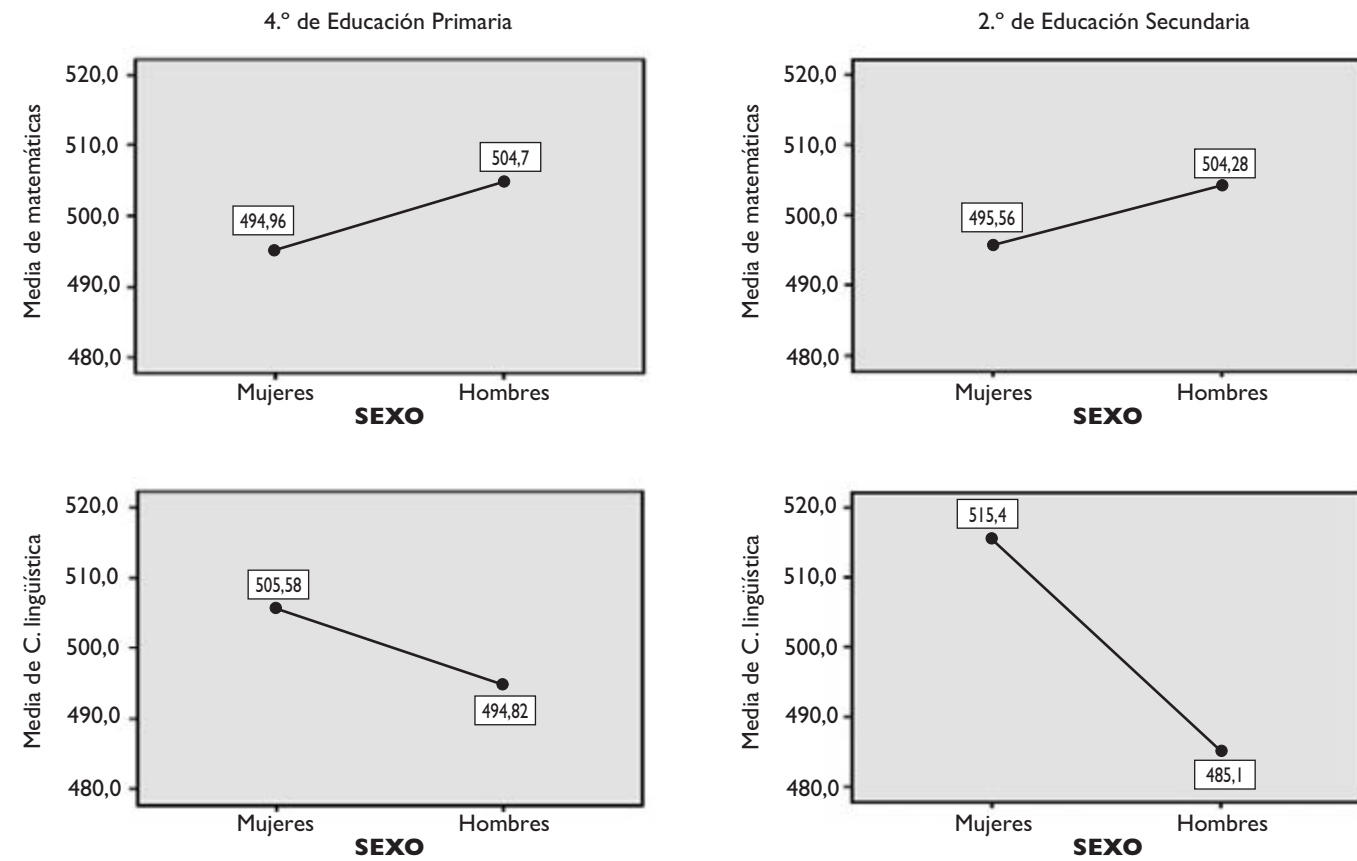 4.º de Educación Primaria
Media de matemáticas
520,0
510,0
500,0
490,0
480,0
494,96
504,7
Mujeres
Hombres
SEXO
2.º de Educación Secundaria
Media de matemáticas
520,0
510,0
500,0
490,0
480,0
495,56
504,28
Mujeres
Hombres
SEXO
Media de C. lingüística
520,0
510,0
500,0
490,0
480,0
505,58
494,82
Mujeres
Hombres
SEXO
Media de C. lingüística
520,0
510,0
500,0
490,0
480,0
515,4
485,1
Mujeres
Hombres
SEXO